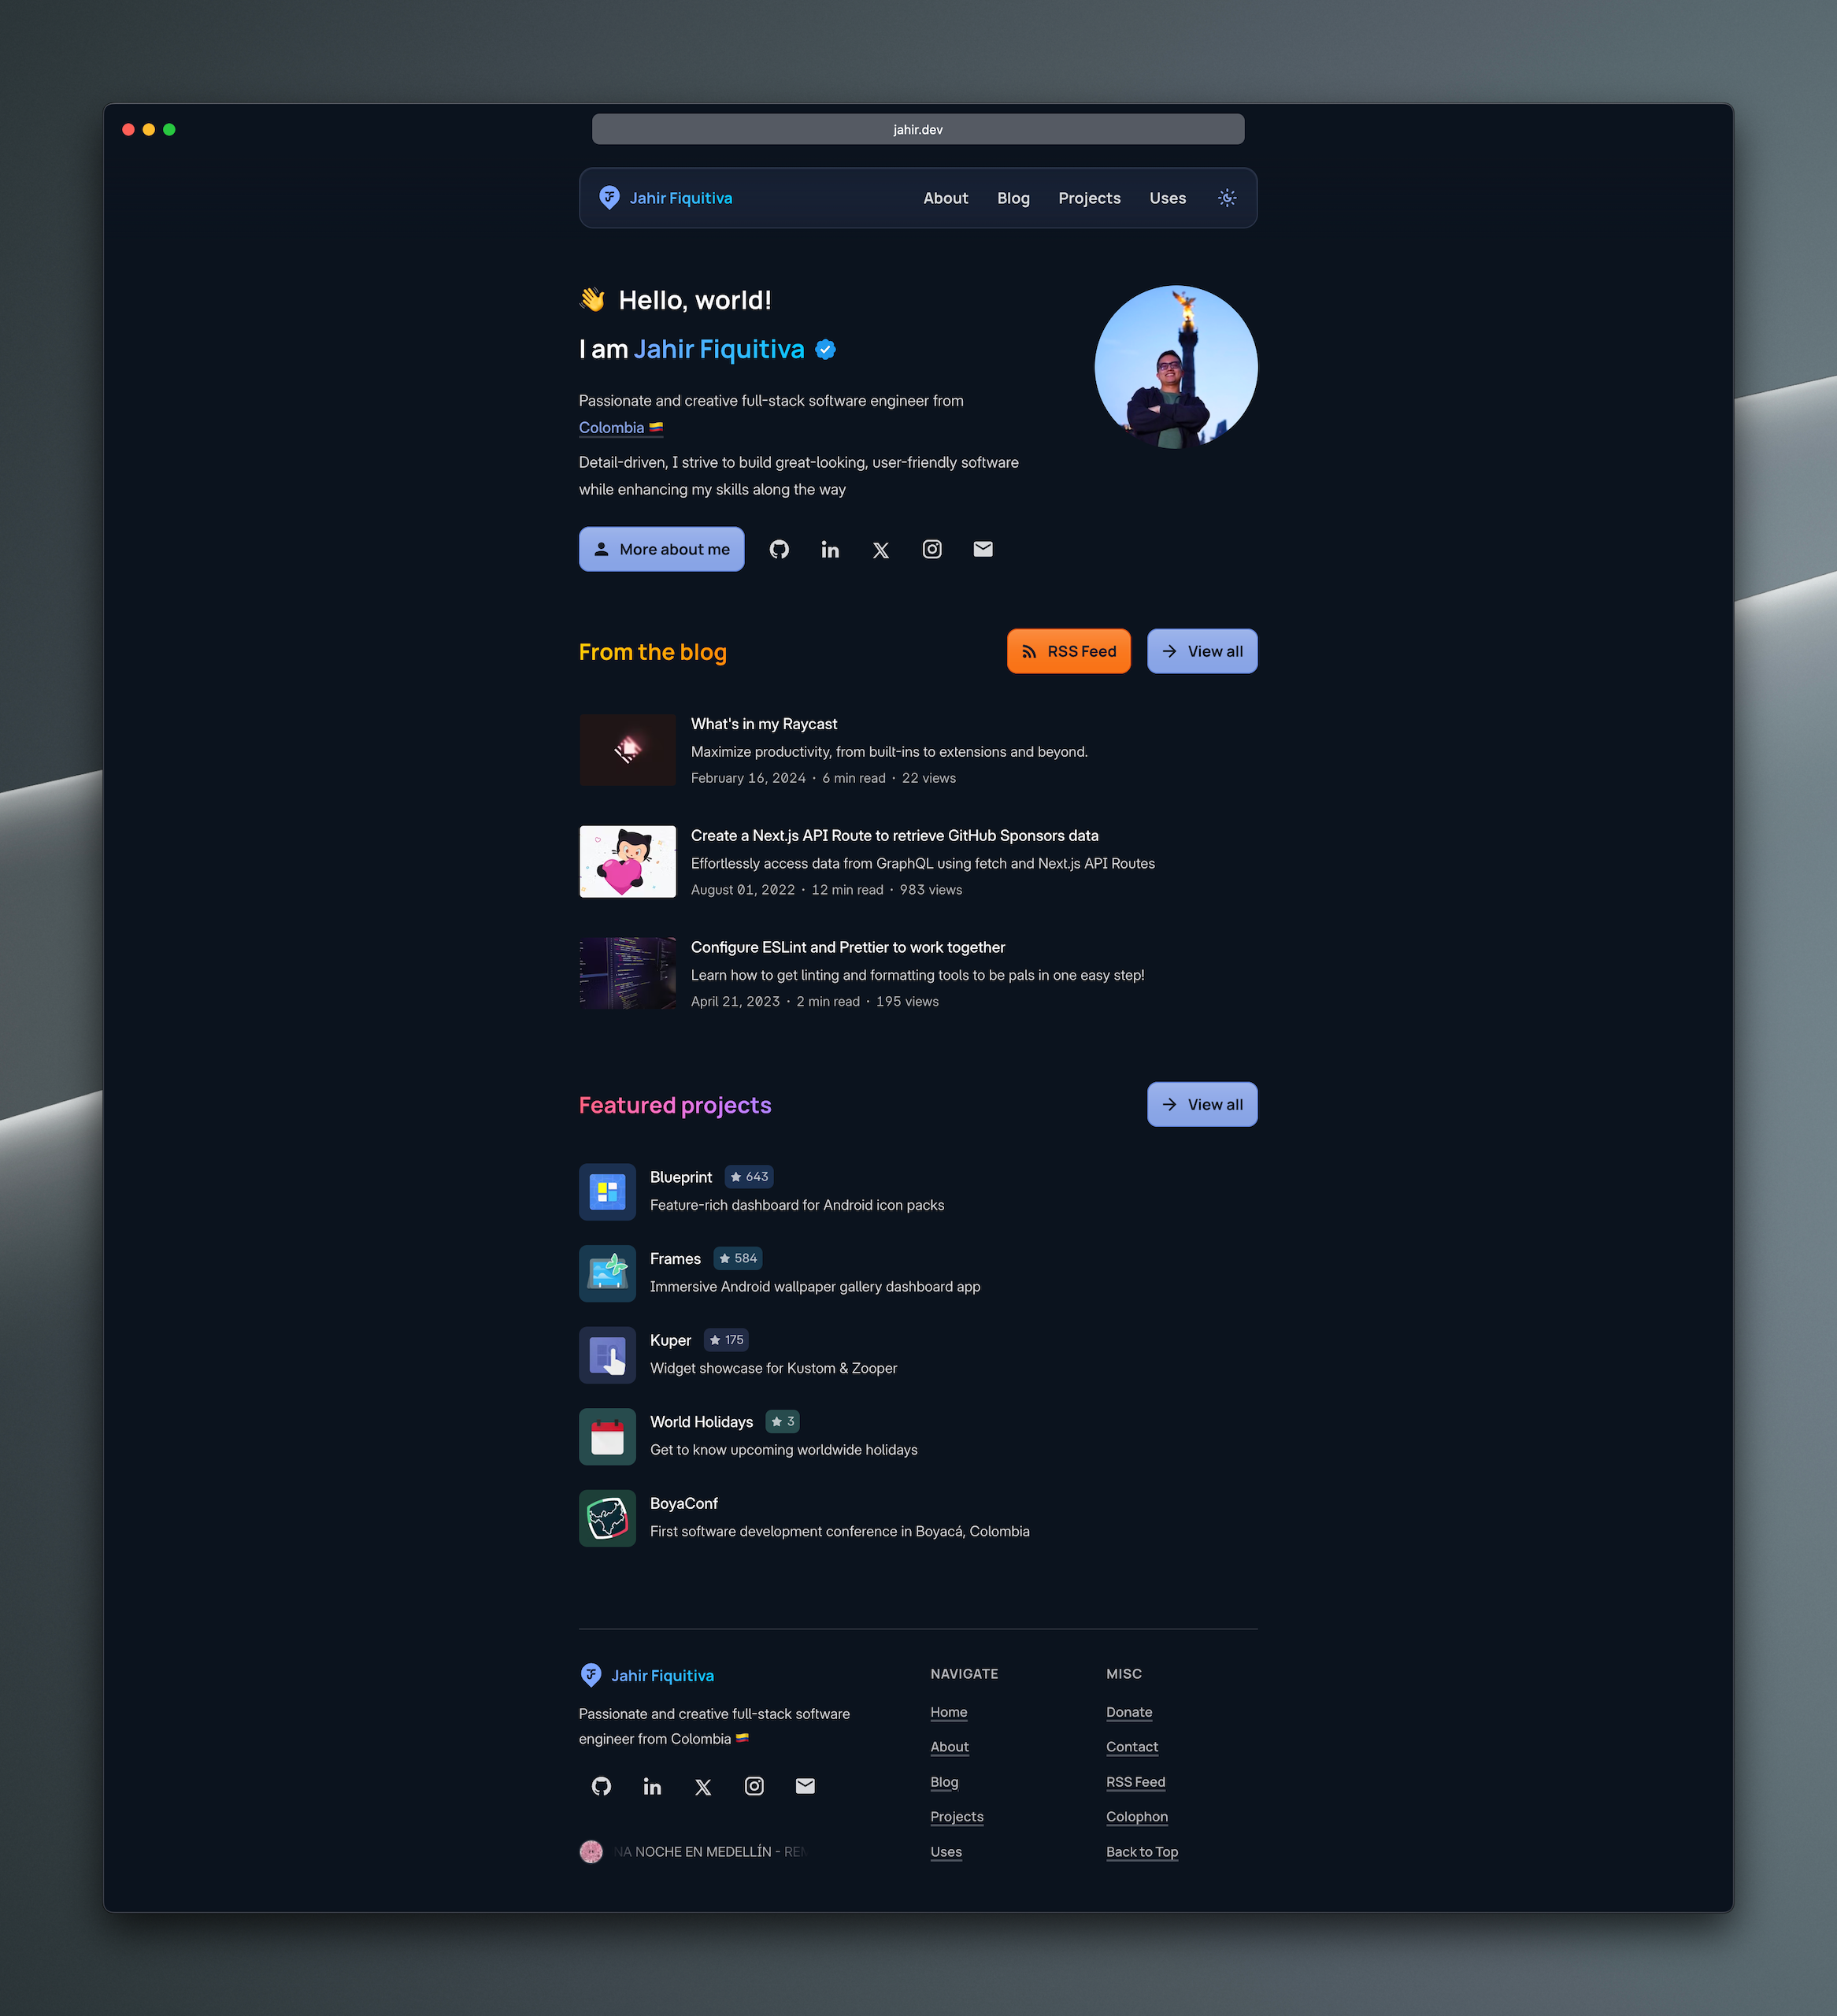 jahir.dev
Jahir Fiquitiva
About
Blog
Projects
Uses
👋 Hello, world!
I am Jahir Fiquitiva
Passionate and creative full-stack software engineer from
Colombia 🇨🇴
Detail-driven, I strive to build great-looking, user-friendly software
while enhancing my skills along the way
More about me
From the blog
RSS Feed
View all
What's in my Raycast
Maximize productivity, from built-ins to extensions and beyond.
February 16, 2024 · 6 min read · 22 views
Create a Next.js API Route to retrieve GitHub Sponsors data
Effortlessly access data from GraphQL using fetch and Next.js API Routes
August 01, 2022 · 12 min read · 983 views
Configure ESLint and Prettier to work together
Learn how to get linting and formatting tools to be pals in one easy step!
April 21, 2023 · 2 min read · 195 views
Featured projects
View all
Blueprint ★ 643
Feature-rich dashboard for Android icon packs
Frames ★ 584
Immersive Android wallpaper gallery dashboard app
Kuper ★ 175
Widget showcase for Kustom & Zooper
World Holidays ★ 3
Get to know upcoming worldwide holidays
BoyaConf
First software development conference in Boyacá, Colombia
Jahir Fiquitiva
Passionate and creative full-stack software
engineer from Colombia 🇨🇴
NA NOCHE EN MEDELLÍN - REM
NAVIGATE
Home
About
Blog
Projects
Uses
MISC
Donate
Contact
RSS Feed
Colophon
Back to Top